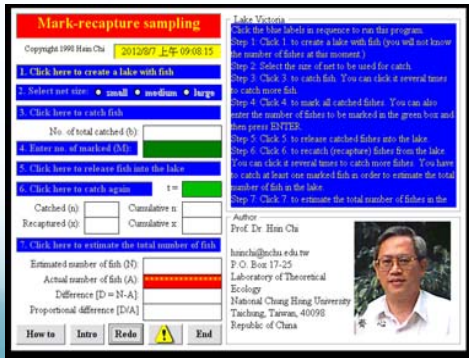 Mark-recapture sampling
Copyright 1998 Hsin Chi
2012/8/7 上午 09:08:15
1. Click here to create a lake with fish
2. Select net size:
small
medium
large
3. Click here to catch fish
No. of total catched (b):
4. Enter no. of marked (M):
5. Click here to release fish into the lake
6. Click here to catch again
t =
Catched (n):
Cumulative n:
Recaptured (x):
Cumulative x:
7. Click here to estimate the total number of fish
Estimated number of fish (N):
Actual number of fish (A):
Difference [D = N-A]:
Proportional difference [D/A]
How to
Intro
Redo
End
Lake Victoria
Click the blue labels in sequence to run this program.
Step 1: Click 1. to create a lake with fish (you will not know
the number of fishes at this moment.)
Step 2: Select the size of net to be used for catch.
Step 3: Click 3. to catch fish. You can click it several times
to catch more fish.
Step 4: Click 4. to mark all catched fishes. You can also
enter the number of fishes to be marked in the green box and
then press ENTER.
Step 5: Click 5. to release catched fishes into the lake.
Step 6: Click 6. to recatch (recapture) fishes from the lake.
You can click it several times to catch more fishes. You have
to catch at least one marked fish in order to estimate the total
number of fish in the lake.
Step 7: Click 7. to estimate the total number of fishes in the
Author
Prof. Dr. Hsin Chi
hsinchi@nchu.edu.tw
P.O. Box 17-25
Laboratory of Theoretical
Ecology
National Chung Hsing University
Taichung, Taiwan, 40098
Republic of China
齊 心